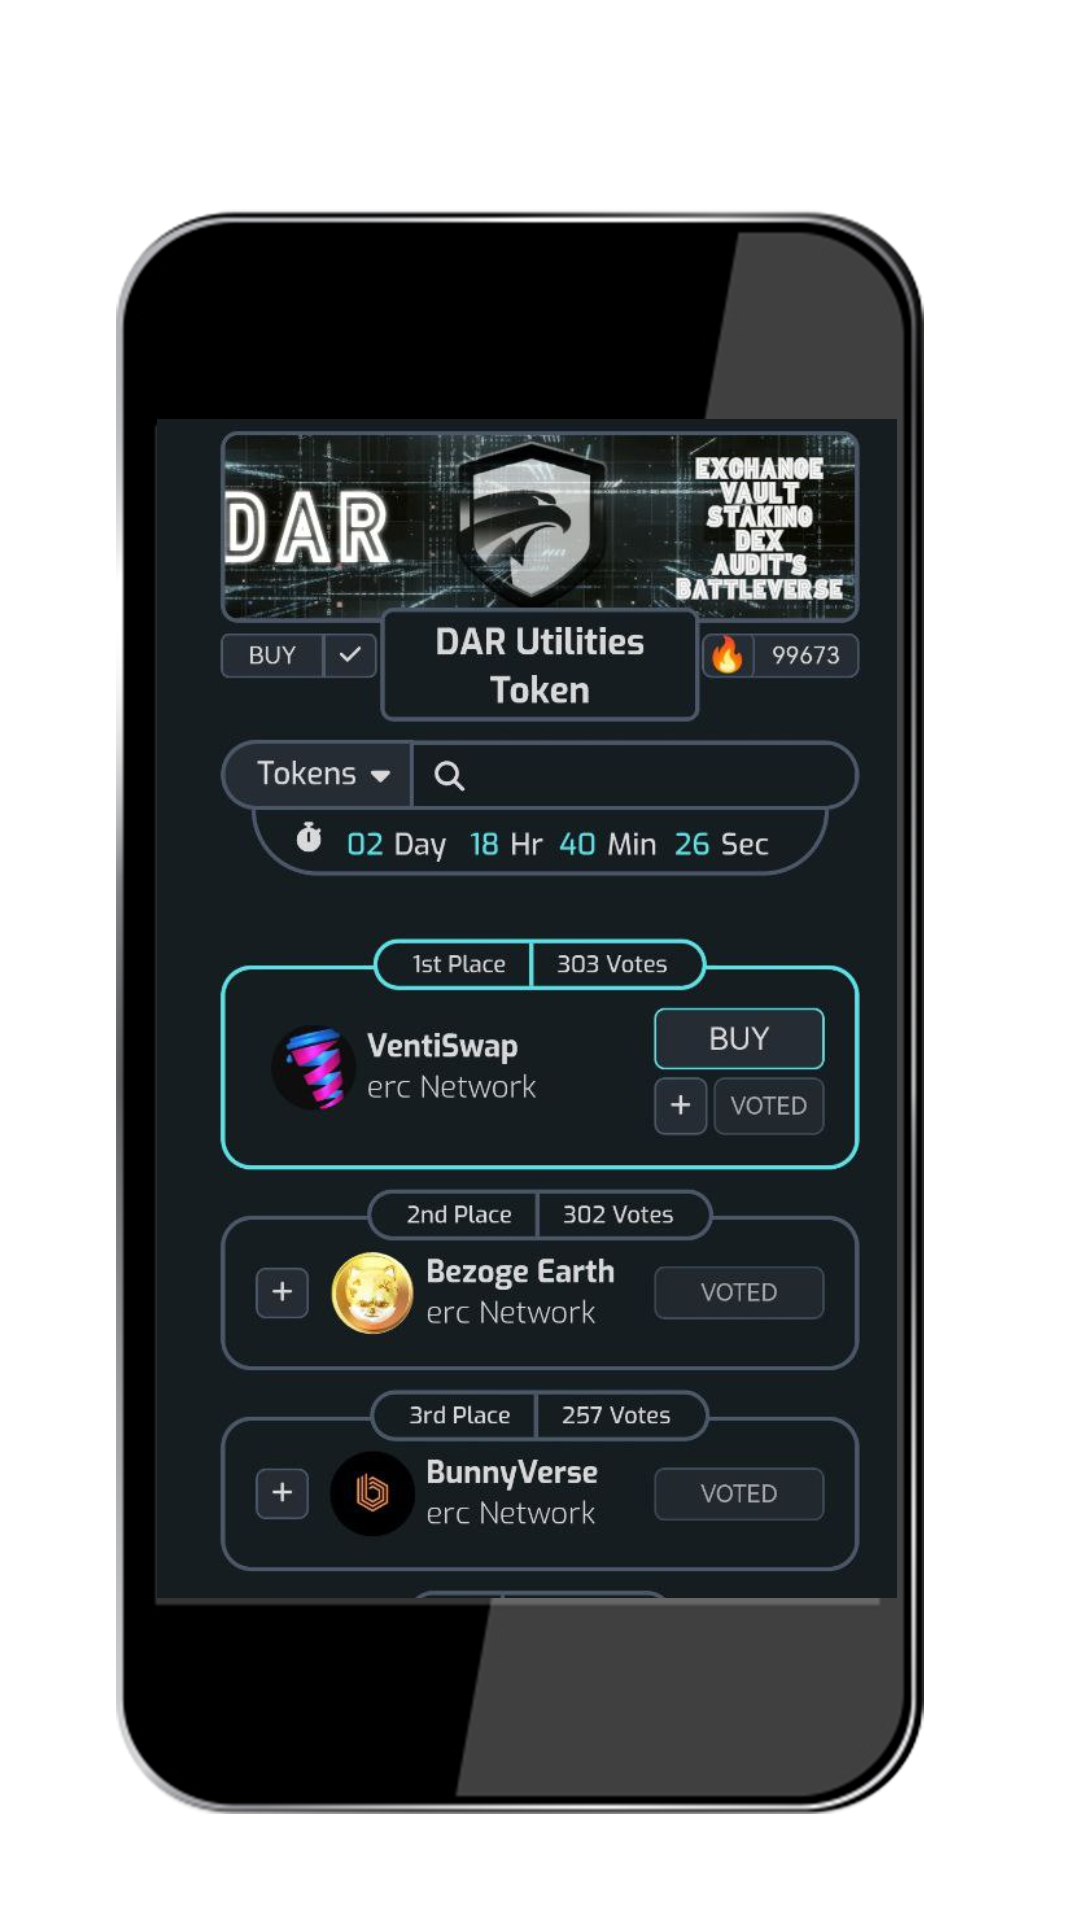 DAR
EXCHANGE
VAULT
STAKING
DEX
AUDIT'S
BATTLEVERSE
BUY
DAR Utilities
Token
99673
Tokens
02 Day 18 Hr 40 Min 26 Sec
1st Place 303 Votes
VentiSwap
erc Network
BUY
+ VOTED
2nd Place 302 Votes
+
Bezoge Earth
erc Network
VOTED
3rd Place 257 Votes
+
BunnyVerse
erc Network
VOTED